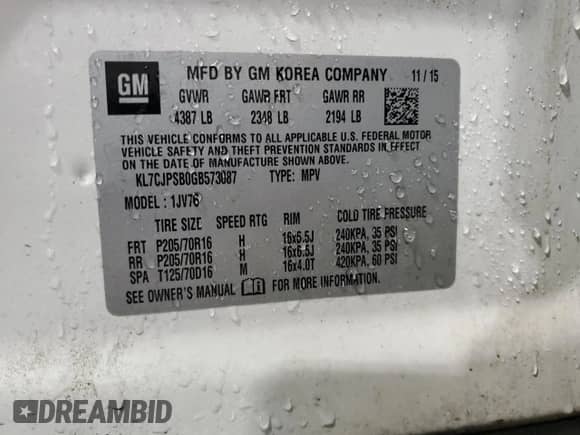 GM MFD BY GM KOREA COMPANY 11 / 15
GVWR GAWR FRT GAWR RR
4387 LB 2348 LB 2194 LB
THIS VEHICLE CONFORMS TO ALL APPLICABLE U.S. FEDERAL MOTOR
VEHICLE SAFETY AND THEFT PREVENTION STANDARDS IN EFFECT
ON THE DATE OF MANUFACTURE SHOWN ABOVE.
KL7CJPSB0GB573087 TYPE: MPV
MODEL : 1JV76
TIRE SIZE SPEED RTG RIM COLD TIRE PRESSURE
FRT P205/70R16 H 16x6.5J 240KPA, 35 PSI
RR P205/70R16 H 16x6.5J 240KPA, 35 PSI
SPA T125/70D16 M 16x4.0T 420KPA, 60 PSI
SEE OWNER'S MANUAL FOR MORE INFORMATION.
DREAMBID